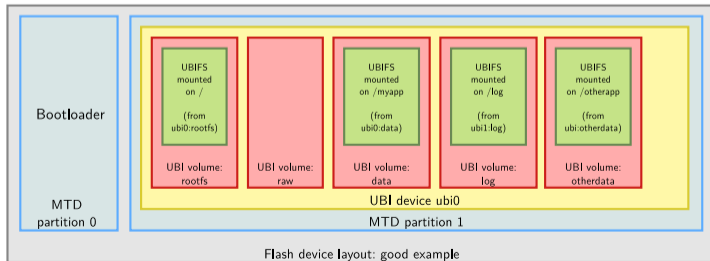 Bootloader
MTD
partition 0
UBIFS
mounted
on /
(from
ubi0:rootfs)
UBI volume:
rootfs
UBI volume:
raw
UBIFS
mounted
on /myapp
(from
ubi0:data)
UBI volume:
data
UBIFS
mounted
on /log
(from
ubi1:log)
UBI volume:
log
UBIFS
mounted
on /otherapp
(from
ubi:otherdata)
UBI volume:
otherdata
UBI device ubi0
MTD partition 1
Flash device layout: good example